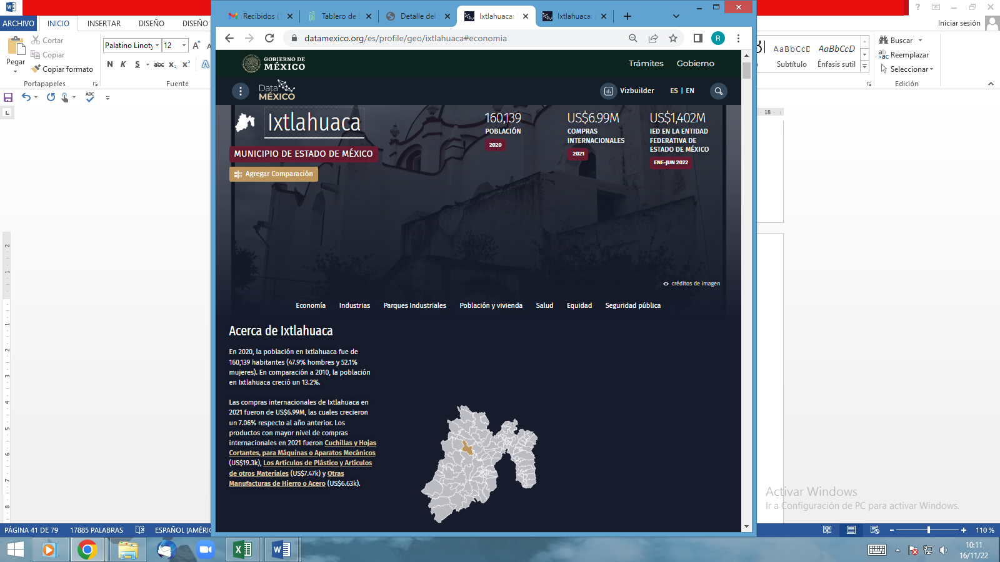 Recibidos (
Tablero de
Detalle del
Ixtlahuaca:
Ixtlahuaca:
datamexico.org/es/profile/geo/ixtlahuaca#economia
R
ARCHIVO INICIO INSERTAR DISEÑO DISEÑO
Iniciar sesión
Pegar
Cortar
Copiar
Copiar formato
Portapapeles
Palatino Linoty 12
N K S abc x₂ x² A
Fuente
AaBbCcD AaBbCcD
Subtítulo Énfasis sutil
Buscar
Reemplazar
Seleccionar
Edición
ABC
L
18
GOBIERNO DE
MÉXICO
Trámites Gobierno
Data
MÉXICO
Vizbuilder ES | EN
Ixtlahuaca
MUNICIPIO DE ESTADO DE MÉXICO
Agregar Comparación
160,139
POBLACIÓN
2020
US$6.99M
COMPRAS
INTERNACIONALES
2021
US$1,402M
IED EN LA ENTIDAD
FEDERATIVA DE
ESTADO DE MÉXICO
ENE-JUN 2022
créditos de imagen
Economía Industrias Parques Industriales Población y vivienda Salud Equidad Seguridad pública
Acerca de Ixtlahuaca
En 2020, la población en Ixtlahuaca fue de
160,139 habitantes (47.9% hombres y 52.1%
mujeres). En comparación a 2010, la población
en Ixtlahuaca creció un 13.2%.
Las compras internacionales de Ixtlahuaca en
2021 fueron de US$6.99M, las cuales crecieron
un 7.06% respecto al año anterior. Los
productos con mayor nivel de compras
internacionales en 2021 fueron Cuchillas y Hojas
Cortantes, para Máquinas o Aparatos Mecánicos
(US$19.3k), Los Artículos de Plástico y Artículos
de otros Materiales (US$7.47k) y Otras
Manufacturas de Hierro o Acero (US$6.63k).
2
1
1
2
3
4
5
6
7
8
Activar Windows
Ir a Configuración de PC para activar Windows.
PÁGINA 41 DE 79 17885 PALABRAS ESPAÑOL (AMÉRIC
110 %
10:11
16/11/22